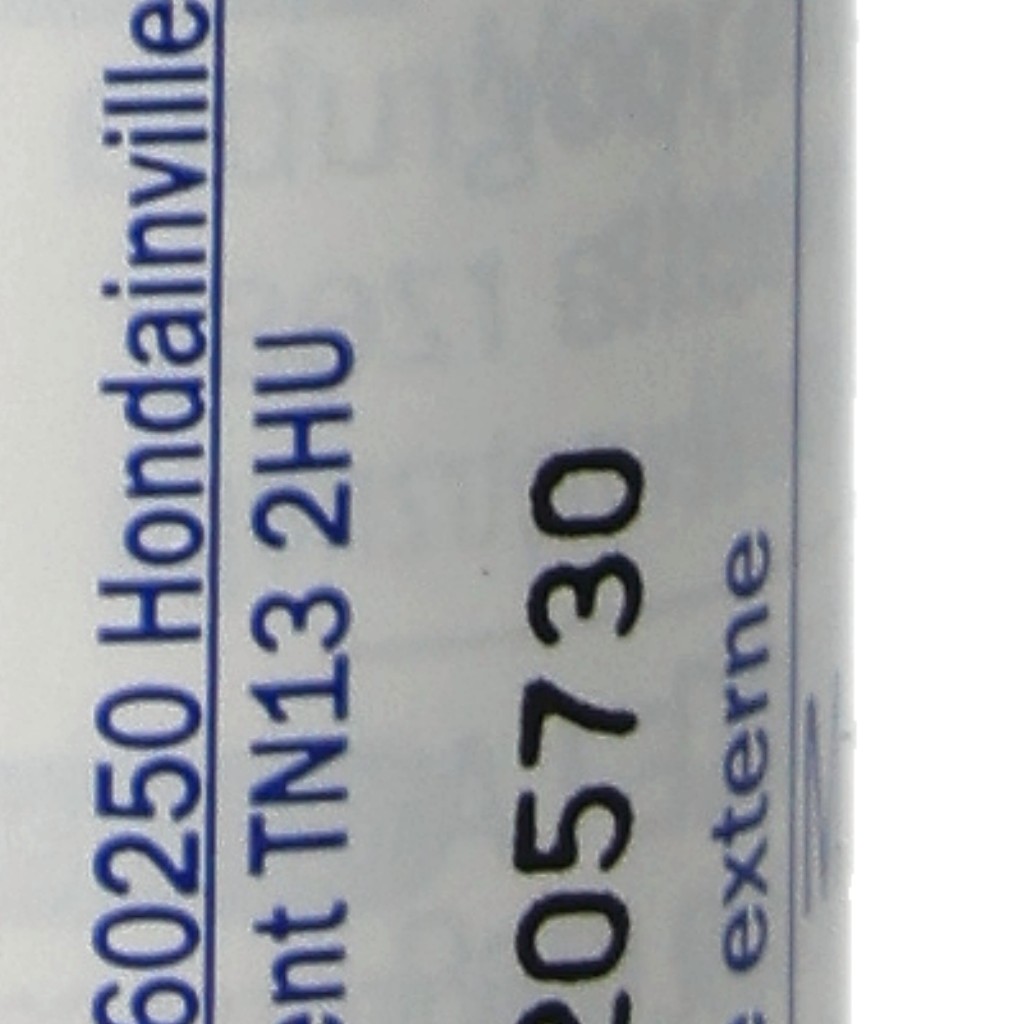 60250 Hondainville
ent TN13 2HU
205730
e externe